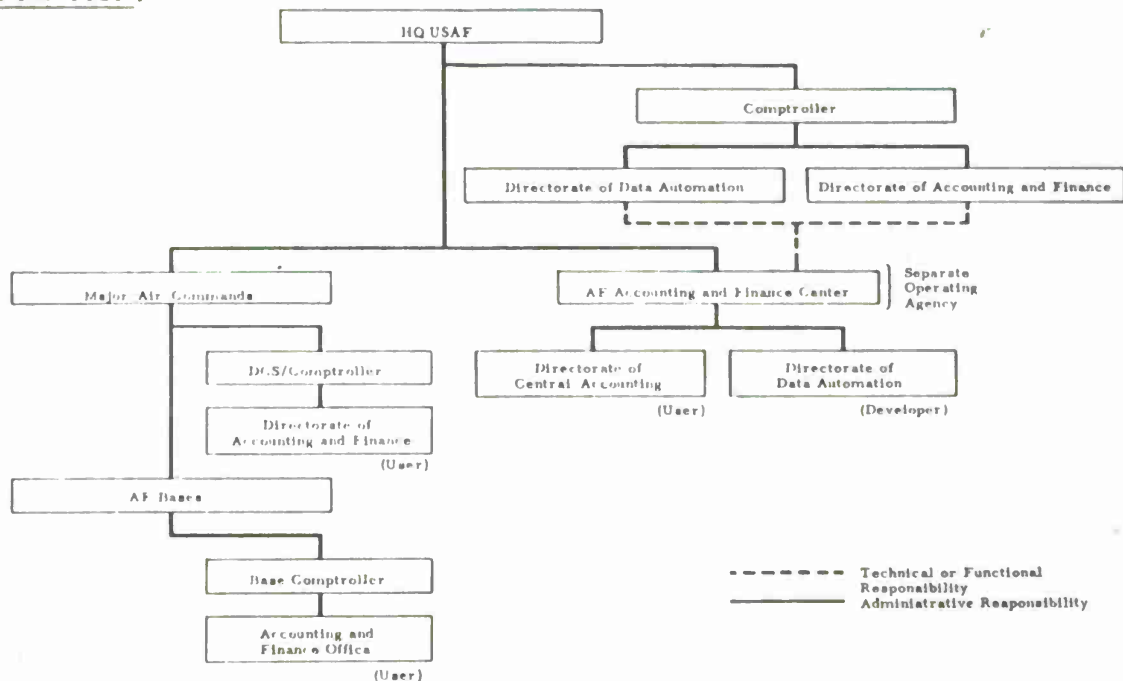 HQ USAF
Comptroller
Directorate of Data Automation
Directorate of Accounting and Finance
Major Air Commands
AF Accounting and Finance Center
Separate
Operating
Agency
DCS/Comptroller
Directorate of
Central Accounting
(User)
Directorate of
Data Automation
(Developer)
Directorate of
Accounting and Finance
(User)
AF Bases
Base Comptroller
Accounting and
Finance Office
(User)
Technical or Functional
Responsibility
Administrative Responsibility